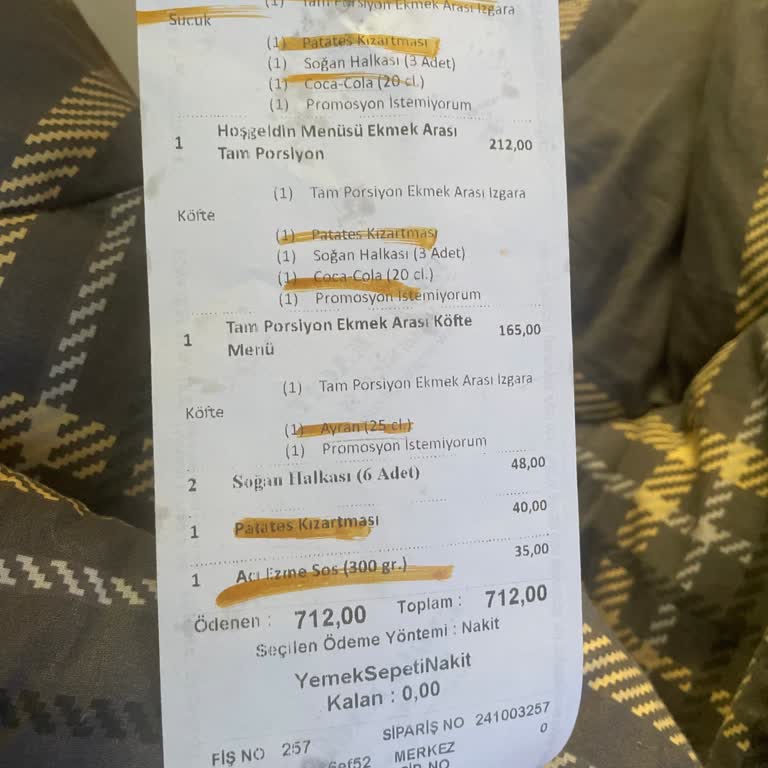 (1) Tam Porsiyon Ekmek Arası Izgara
Sucuk
(1) Patates Kızartması
(1) Soğan Halkası (3 Adet)
(1) Coca-Cola (20 cl.)
(1) Promosyon İstemiyorum
1 Hoşgeldin Menüsü Ekmek Arası
Tam Porsiyon 212,00
(1) Tam Porsiyon Ekmek Arası Izgara
Köfte
(1) Patates Kızartması
(1) Soğan Halkası (3 Adet)
(1) Coca-Cola (20 cl.)
(1) Promosyon İstemiyorum
1 Tam Porsiyon Ekmek Arası Köfte
Menü 165,00
(1) Tam Porsiyon Ekmek Arası Izgara
Köfte
(1) Ayran (25 cl.)
(1) Promosyon İstemiyorum
2 Soğan Halkası (6 Adet) 48,00
1 Patates Kızartması 40,00
1 Acı Ezme Sos (300 gr.) 35,00
Ödenen : 712,00 Toplam : 712,00
Seçilen Ödeme Yöntemi : Nakit
YemekSepetiNakit
Kalan : 0,00
FİŞ NO 257 SİPARİŞ NO 241003257
0
MERKEZ
NO